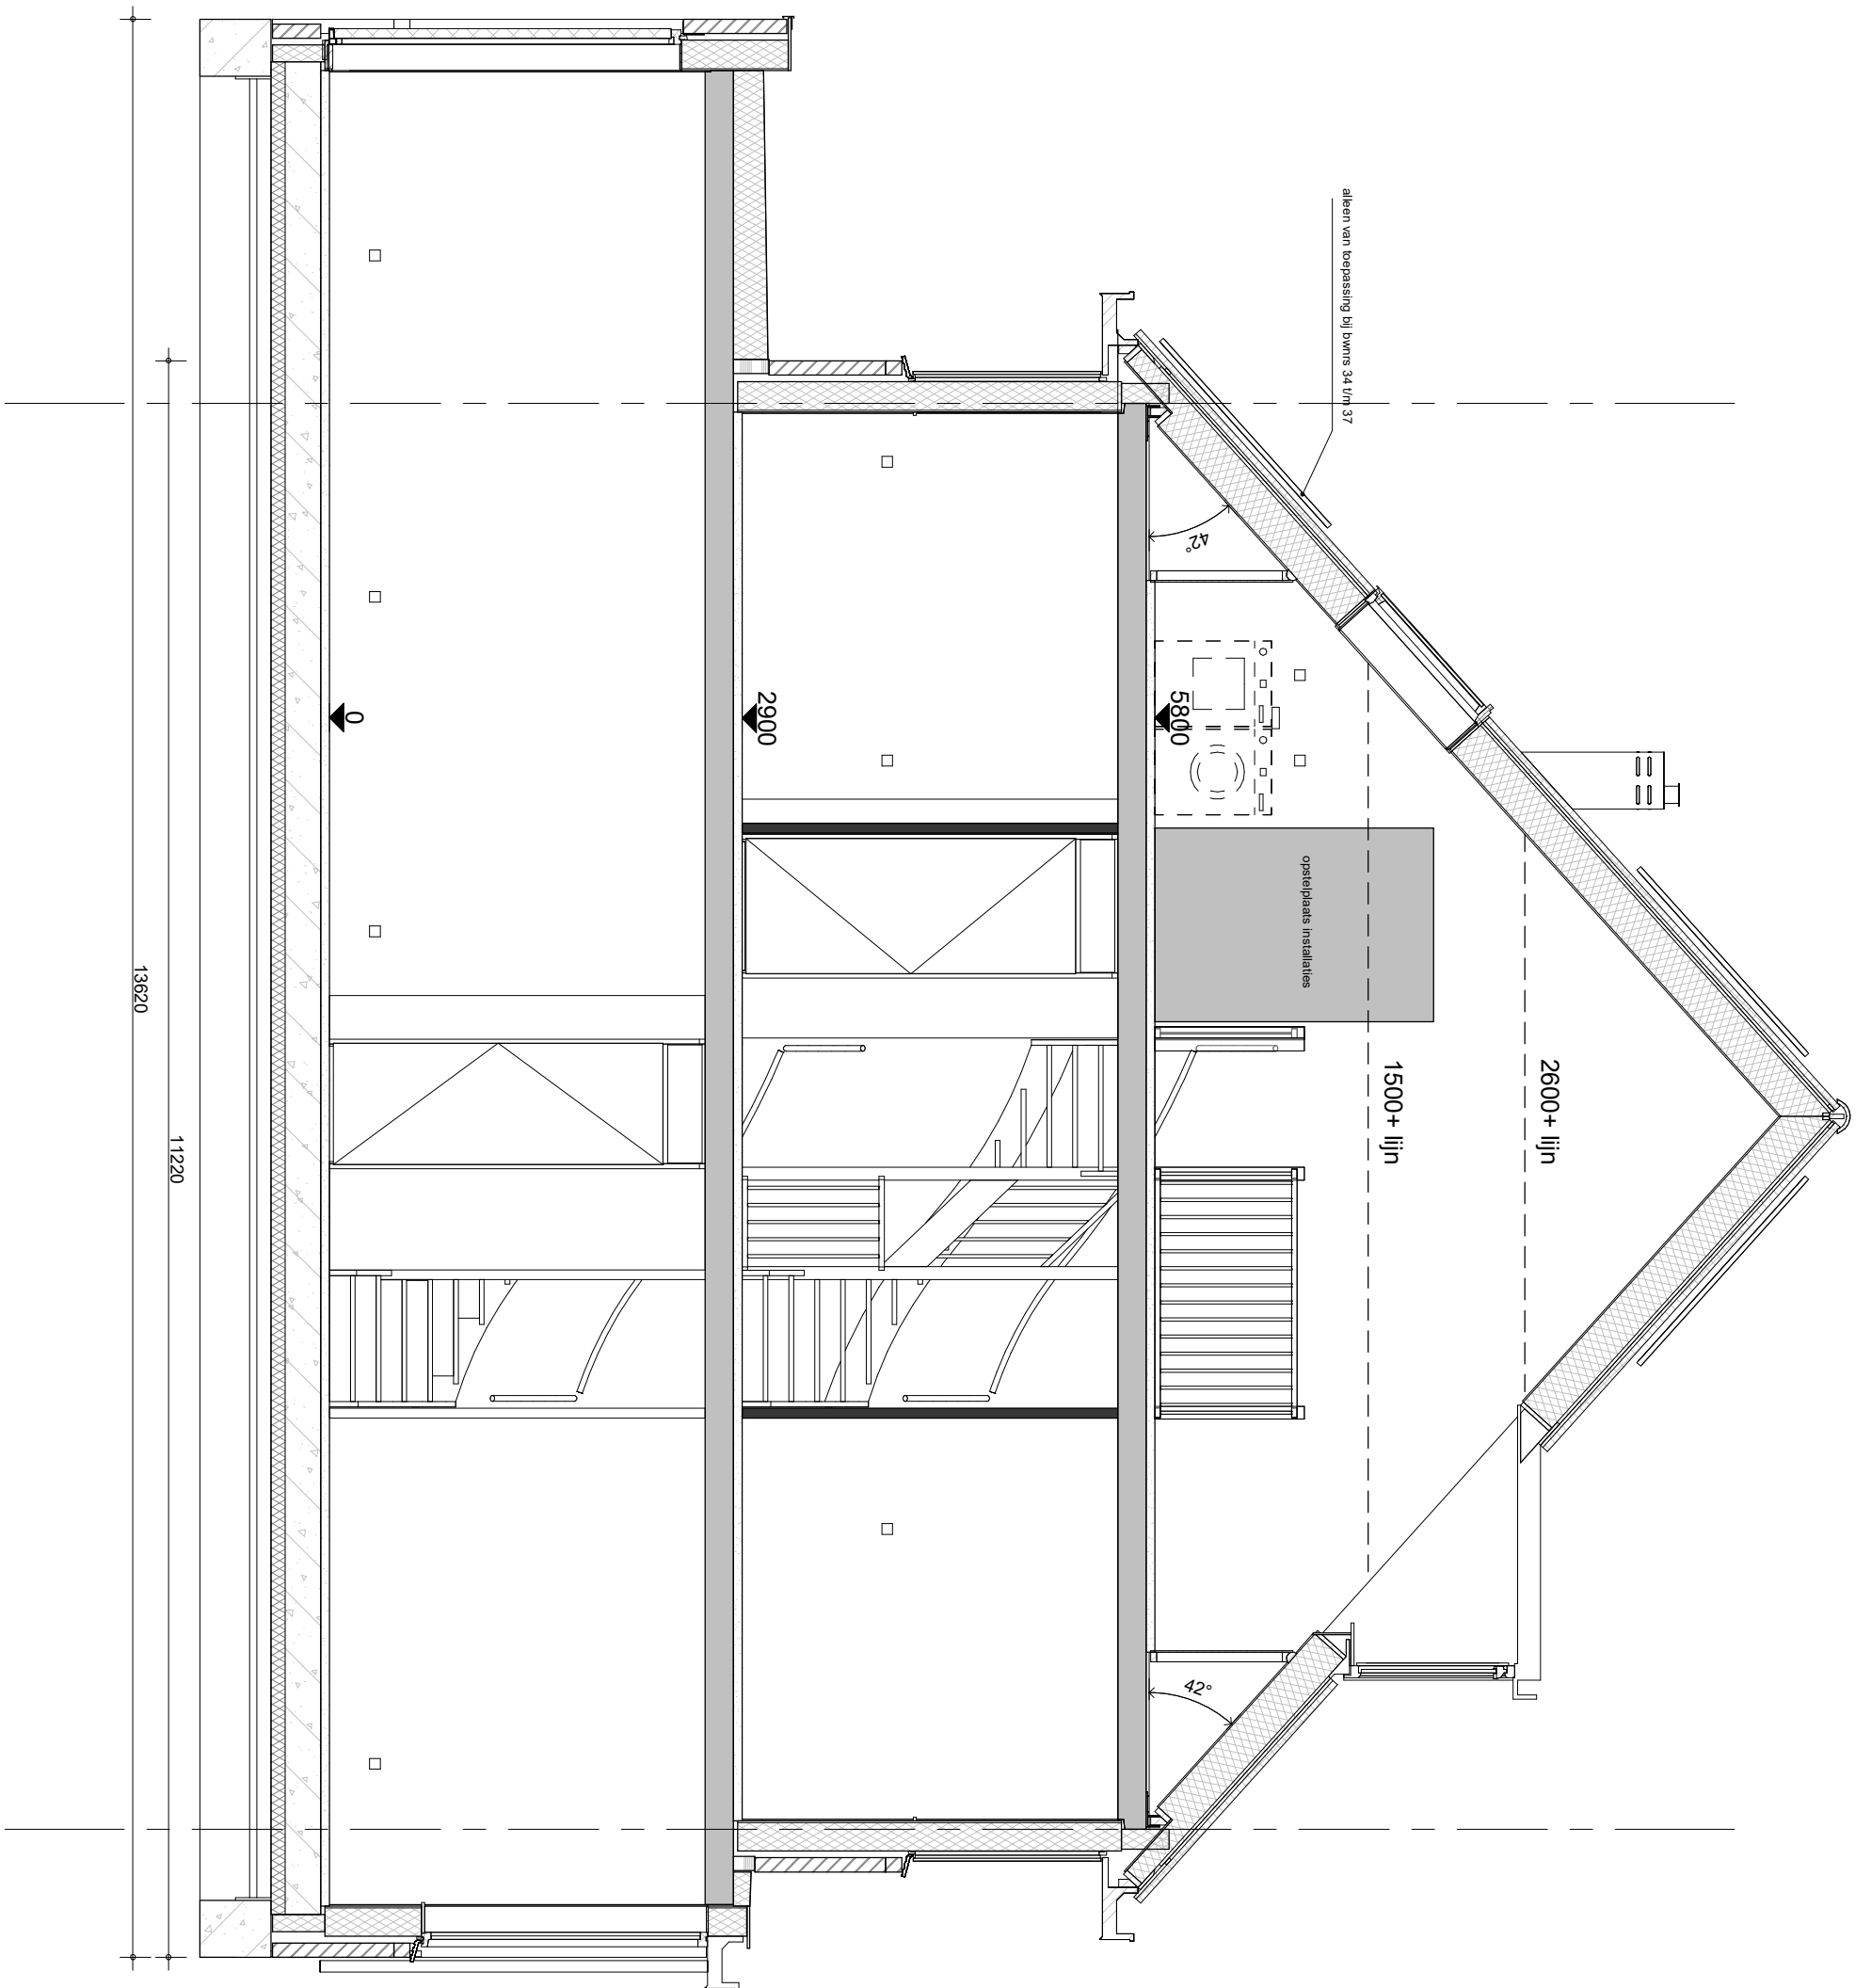 alleen van toepassing bij bwnrs 34 t/m 37
42°
0
2900
5800
opstelplaats installaties
1500+ lijn
2600+ lijn
13620
11220
42°